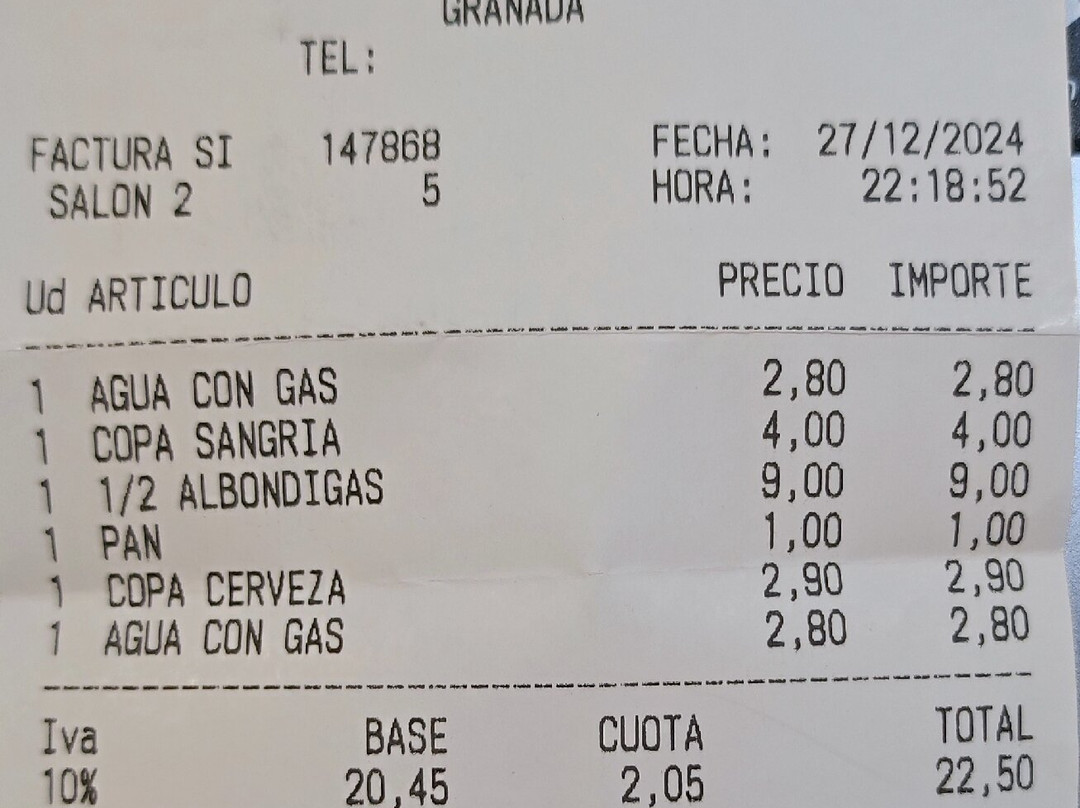 GRANADA
TEL:
FACTURA SI 147868 FECHA: 27/12/2024
SALON 2 5 HORA: 22:18:52
Ud ARTICULO PRECIO IMPORTE
1 AGUA CON GAS 2,80 2,80
1 COPA SANGRIA 4,00 4,00
1 1/2 ALBONDIGAS 9,00 9,00
1 PAN 1,00 1,00
1 COPA CERVEZA 2,90 2,90
1 AGUA CON GAS 2,80 2,80
Iva BASE CUOTA TOTAL
10% 20,45 2,05 22,50